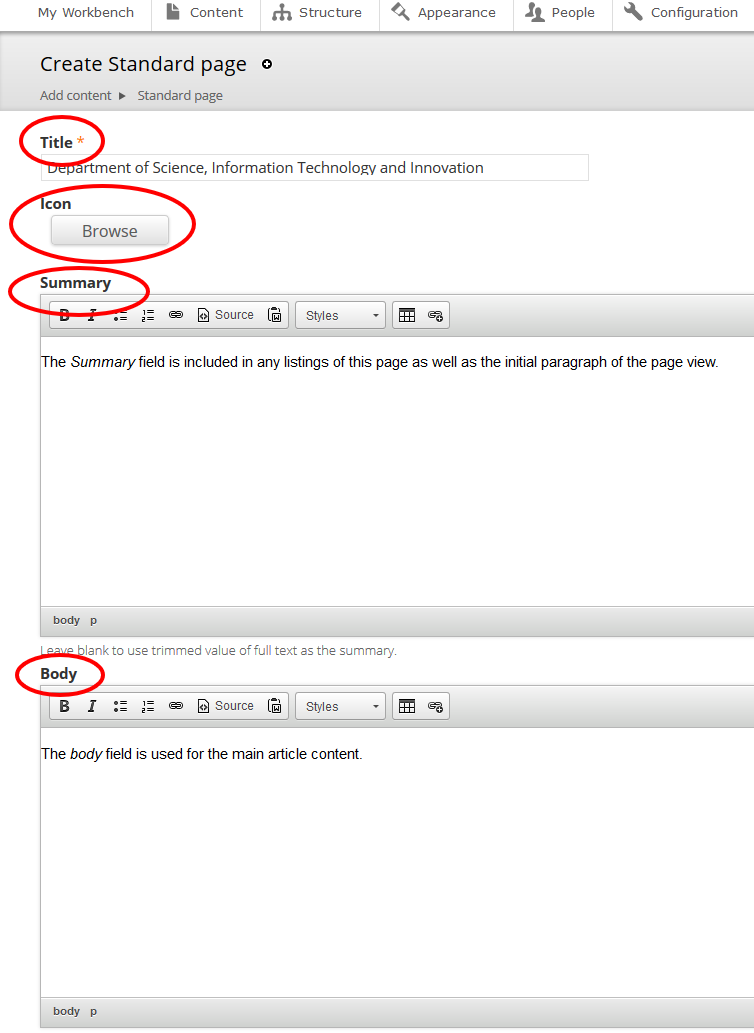 My Workbench Content Structure Appearance People Configuration
Create Standard page
Add content ▶ Standard page
Title *
Department of Science, Information Technology and Innovation
Icon
Browse
Summary
B I Source Styles
The Summary field is included in any listings of this page as well as the initial paragraph of the page view.
body p
Leave blank to use trimmed value of full text as the summary.
Body
B I Source Styles
The body field is used for the main article content.
body p